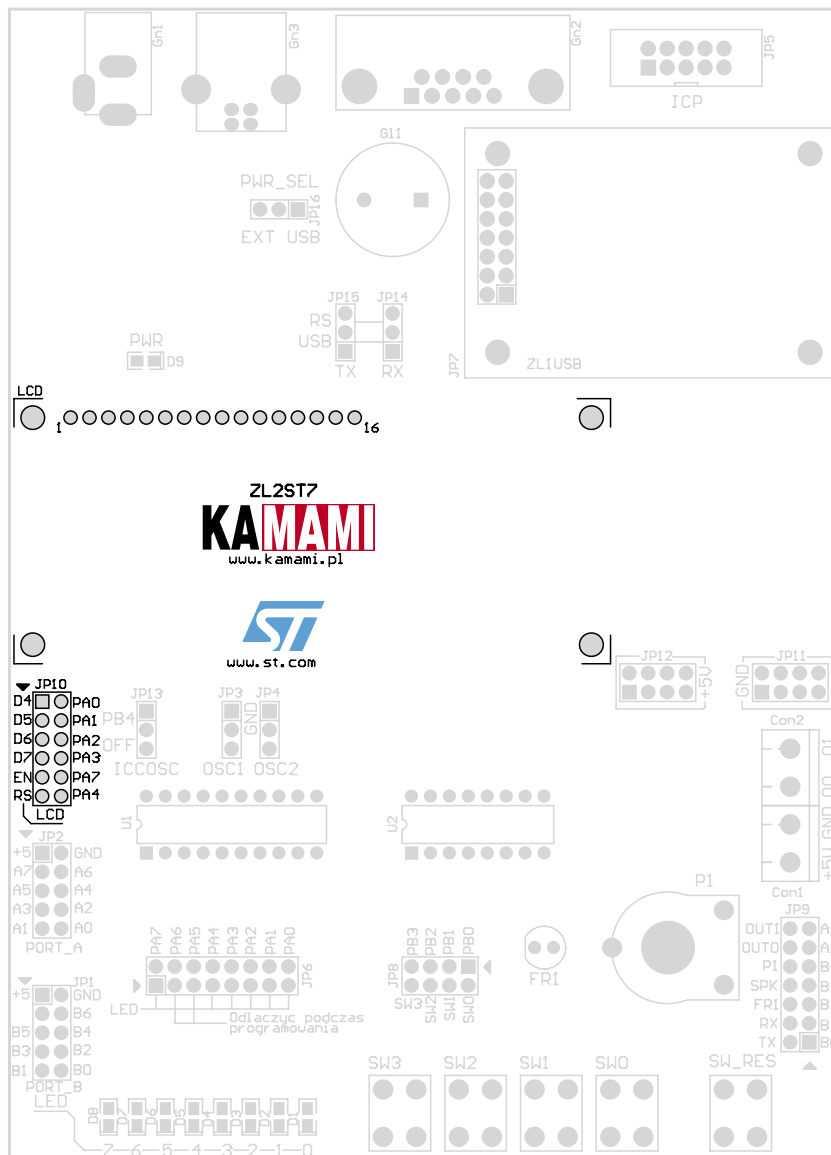 Gn1
Gn3
Gn2
JP5
ICP
Gl1
PWR_SEL
JP16
EXT USB
JP15 JP14
RS
USB
TX RX
JP7
ZL1USB
PWR
D9
LCD
1 16
ZL2ST7
KAMAMI
www.kamami.pl
ST
www.st.com
JP10
D4 PA0
D5 PA1
D6 PA2
D7 PA3
EN PA7
RS PA4
LCD
JP13
PB4
OFF
ICCOSC
JP3 JP4
GND
OSC1 OSC2
JP12
+5V
JP11
GND
Con2
O1
O0
GND
+5V
Con1
U1
U2
JP2
+5 GND
A7 A6
A5 A4
A3 A2
A1 A0
PORT_A
JP1
+5 GND
B6
B5 B4
B3 B2
B1 B0
PORT_B
PA7 PA6 PA5 PA4 PA3 PA2 PA1 PA0
JP6
LED
Odlaczyc podczas
programowania
PB3 PB2 PB1 PB0
JP8
SW3 SW2 SW1 SW0
FR1
P1
JP9
OUT1 A
OUT0 A
P1 B
SPK B
FR1 B
RX B
TX B
SW3 SW2 SW1 SW0 SW_RES
LED
D8 D7 D6 D5 D4 D3 D2 D1
7 6 5 4 3 2 1 0